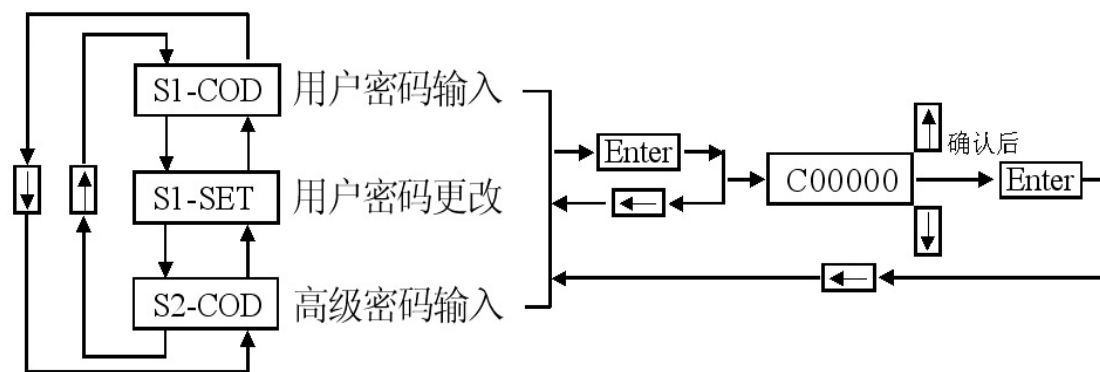 S1-COD 用户密码输入
S1-SET 用户密码更改
S2-COD 高级密码输入
Enter
C00000
确认后
Enter